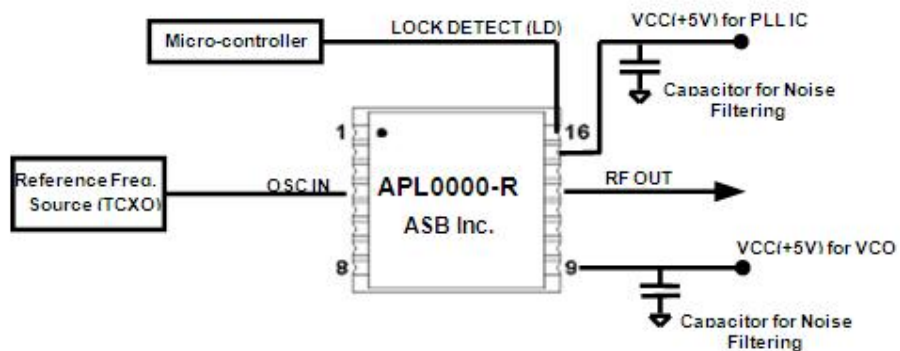 VCC(+5V) for PLL IC
Micro-controller
LOCK DETECT (LD)
Capacitor for Noise
Filtering
1
16
Reference Freq.
Source (TCXO)
OSC IN
APL0000-R
RF OUT
ASB Inc.
8
9
VCC(+5V) for VCO
Capacitor for Noise
Filtering